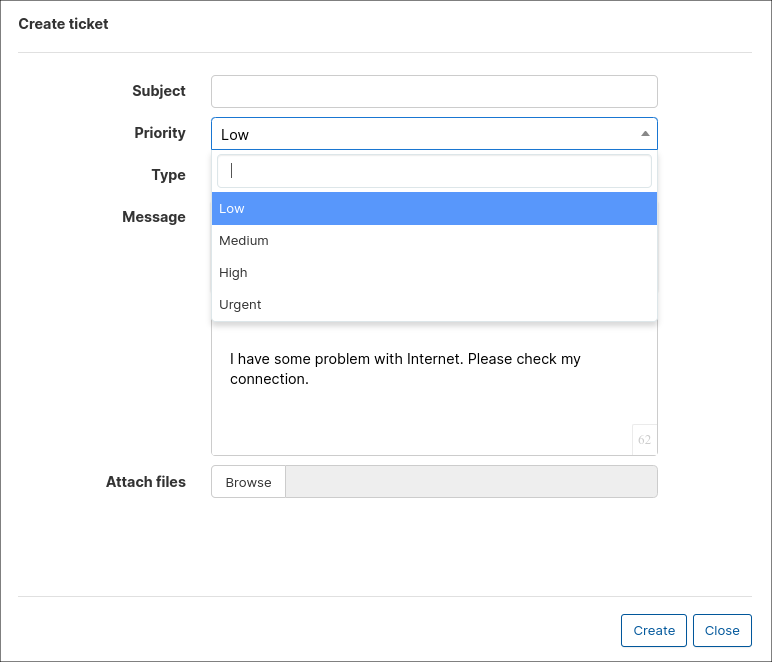 Create ticket
Subject
Priority
Low
Type
Message
Low
Medium
High
Urgent
I have some problem with Internet. Please check my
connection.
62
Attach files
Browse
Create
Close